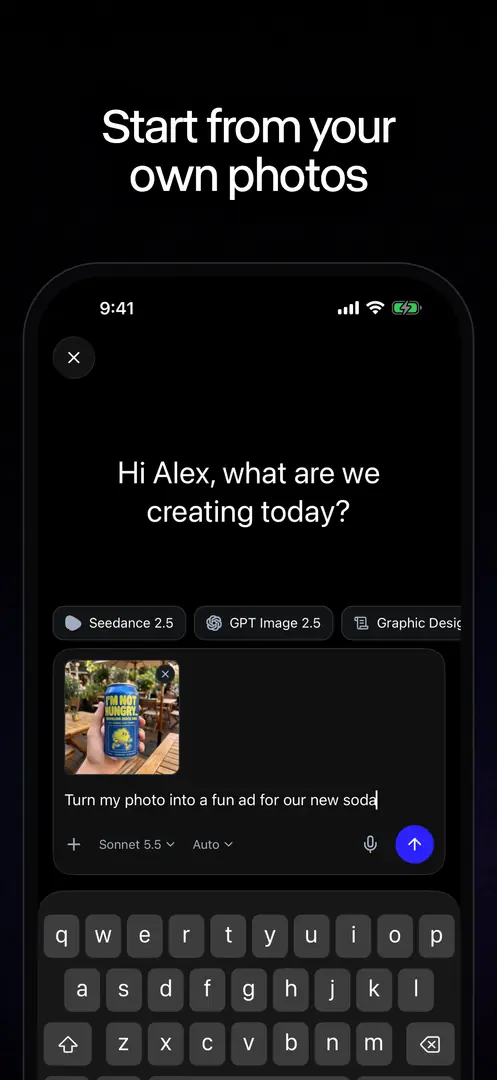 Start from your
own photos
9:41
Hi Alex, what are we
creating today?
Seedance 2.5
GPT Image 2.5
Graphic Desig
I'M NOT
HUNGRY.
Turn my photo into a fun ad for our new soda
Sonnet 5.5
Auto
q w e r t y u i o p
a s d f g h j k l
z x c v b n m